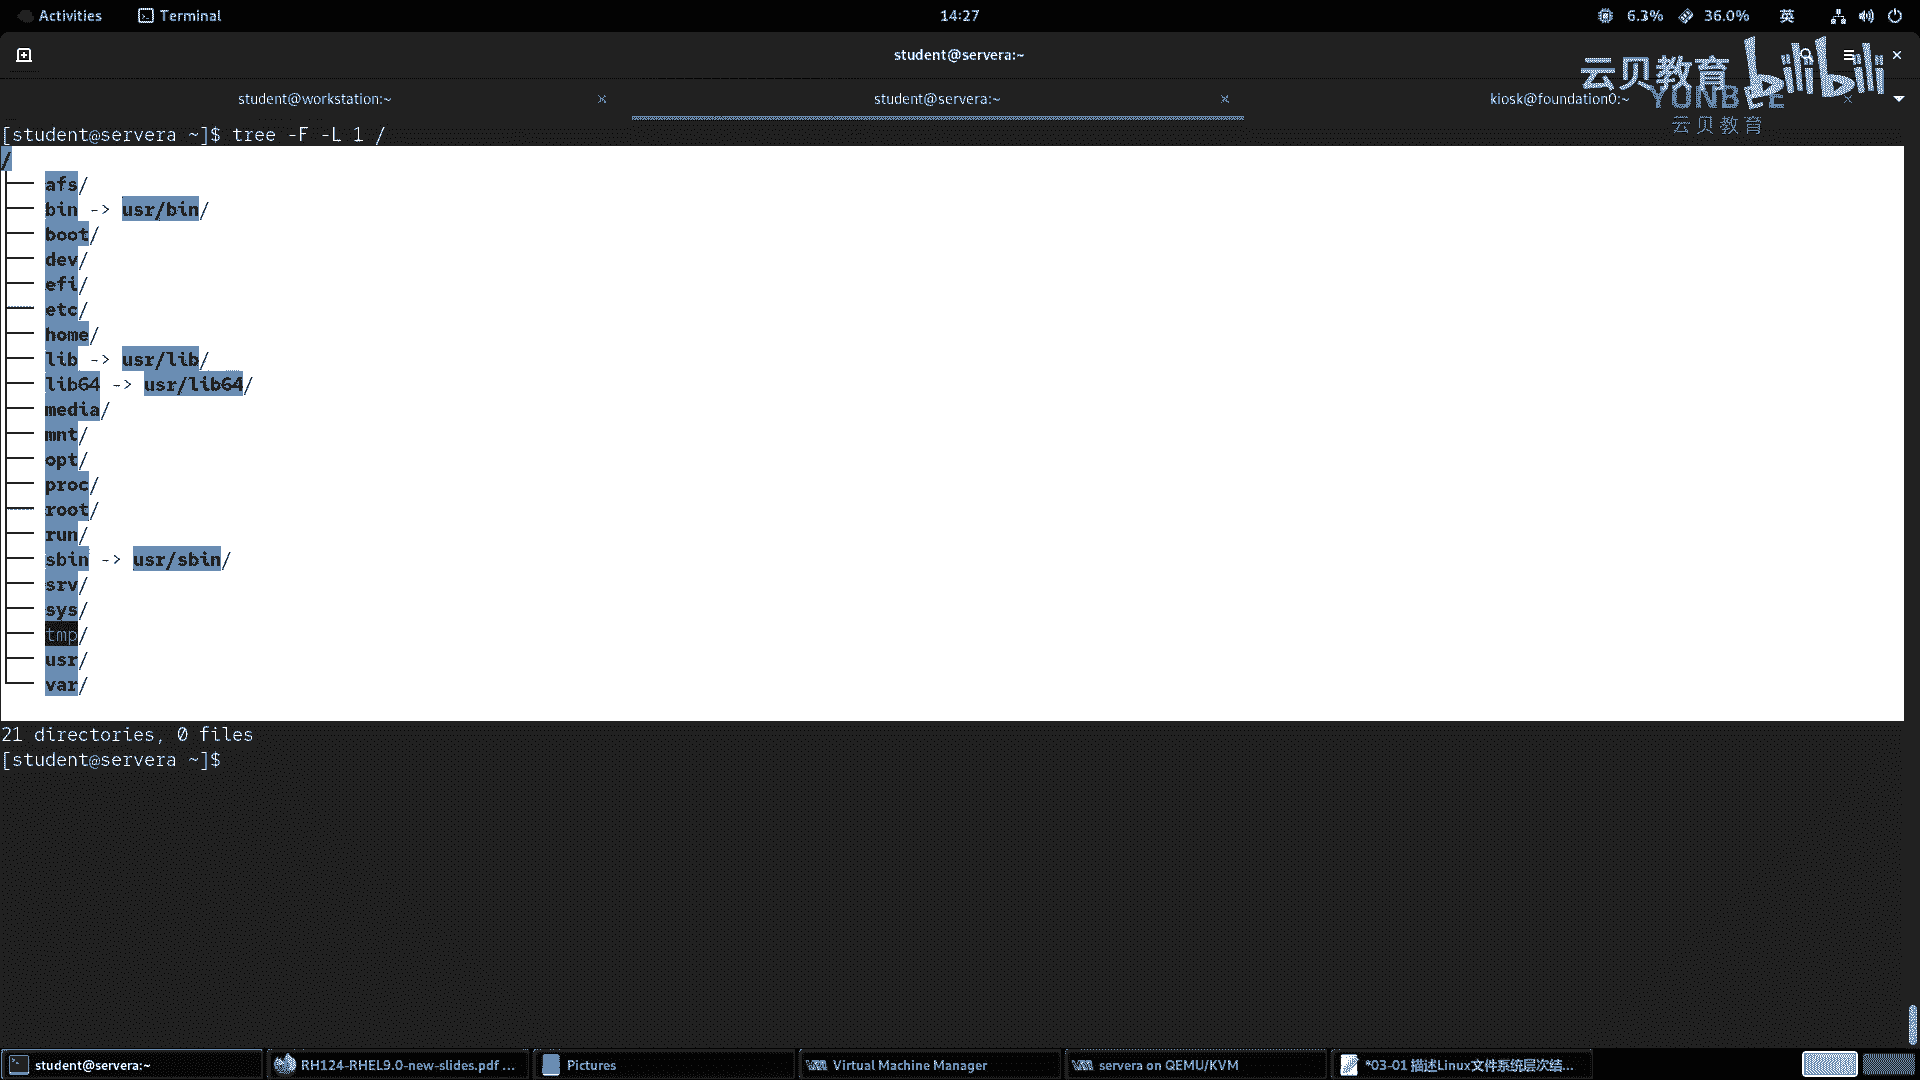 Activities Terminal 14:27 6.3% 36.0% 英
student@servera:~
云贝教育 bilibili
student@workstation:~ student@servera:~ kiosk@foundation0:~
YUNBEE
云贝教育
[student@servera ~]$ tree -F -L 1 /
/
├── afs/
├── bin -> usr/bin/
├── boot/
├── dev/
├── efi/
├── etc/
├── home/
├── lib -> usr/lib/
├── lib64 -> usr/lib64/
├── media/
├── mnt/
├── opt/
├── proc/
├── root/
├── run/
├── sbin -> usr/sbin/
├── srv/
├── sys/
├── tmp/
├── usr/
└── var/
21 directories, 0 files
[student@servera ~]$
student@servera:~ RH124-RHEL9.0-new-slides.pdf ... Pictures Virtual Machine Manager servera on QEMU/KVM *03-01 描述Linux文件系统层次结...